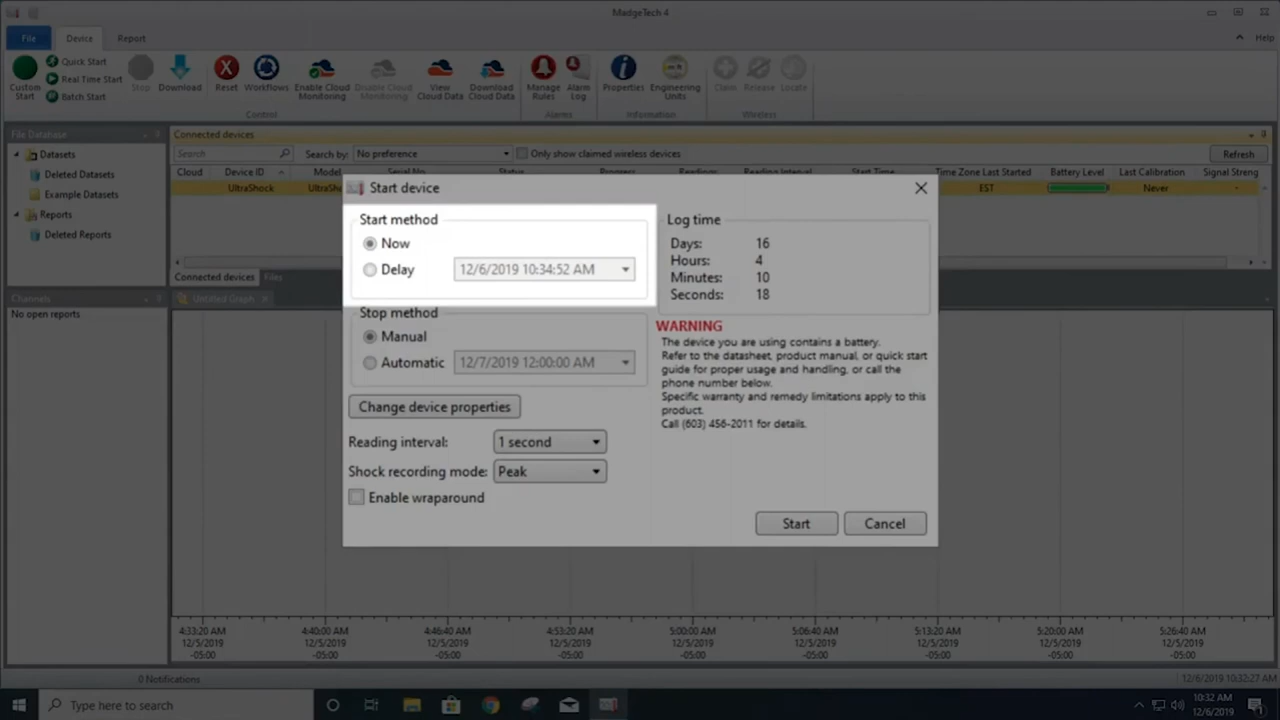 MadgeTech 4
File
Device
Report
Help
Custom Start
Quick Start
Real Time Start
Batch Start
Stop
Download
Reset
Workflows
Enable Cloud Monitoring
Disable Cloud Monitoring
View Cloud Data
Download Cloud Data
Control
Manage Rules
Alarm Log
Alarms
Properties
Engineering Units
Information
Claim
Release
Locate
Wireless
File Database
Datasets
Deleted Datasets
Example Datasets
Reports
Deleted Reports
Connected devices
Search
Search by: No preference
Only show claimed wireless devices
Refresh
Cloud Device ID Model Serial No. Status Progress Readings Reading Interval Start Time Time Zone Last Started Battery Level Last Calibration Signal Streng
UltraShock UltraSho EST Never -
Connected devices
Files
Channels
No open reports
Untitled Graph
Start device
Start method
Now
Delay 12/6/2019 10:34:52 AM
Stop method
Manual
Automatic 12/7/2019 12:00:00 AM
Change device properties
Reading interval: 1 second
Shock recording mode: Peak
Enable wraparound
Log time
Days: 16
Hours: 4
Minutes: 10
Seconds: 18
WARNING
The device you are using contains a battery.
Refer to the datasheet, product manual, or quick start
guide for proper usage and handling, or call the
phone number below.
Specific warranty and remedy limitations apply to this
product.
Call (603) 456-2011 for details.
Start
Cancel
4:33:20 AM 4:40:00 AM 4:46:40 AM 4:53:20 AM 5:00:00 AM 5:06:40 AM 5:13:20 AM 5:20:00 AM 5:26:40 AM
12/5/2019 12/5/2019 12/5/2019 12/5/2019 12/5/2019 12/5/2019 12/5/2019 12/5/2019 12/5/2019
-05:00 -05:00 -05:00 -05:00 -05:00 -05:00 -05:00 -05:00 -05:00
0 Notifications
12/6/2019 10:32:27 AM
Type here to search
10:32 AM
12/6/2019
1